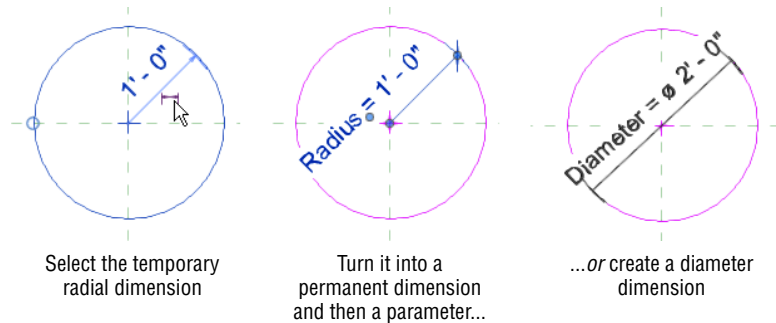 1' - 0"
Radius = 1' - 0"
Diameter = ø 2' - 0"
Select the temporary
radial dimension
Turn it into a
permanent dimension
and then a parameter...
...or create a diameter
dimension